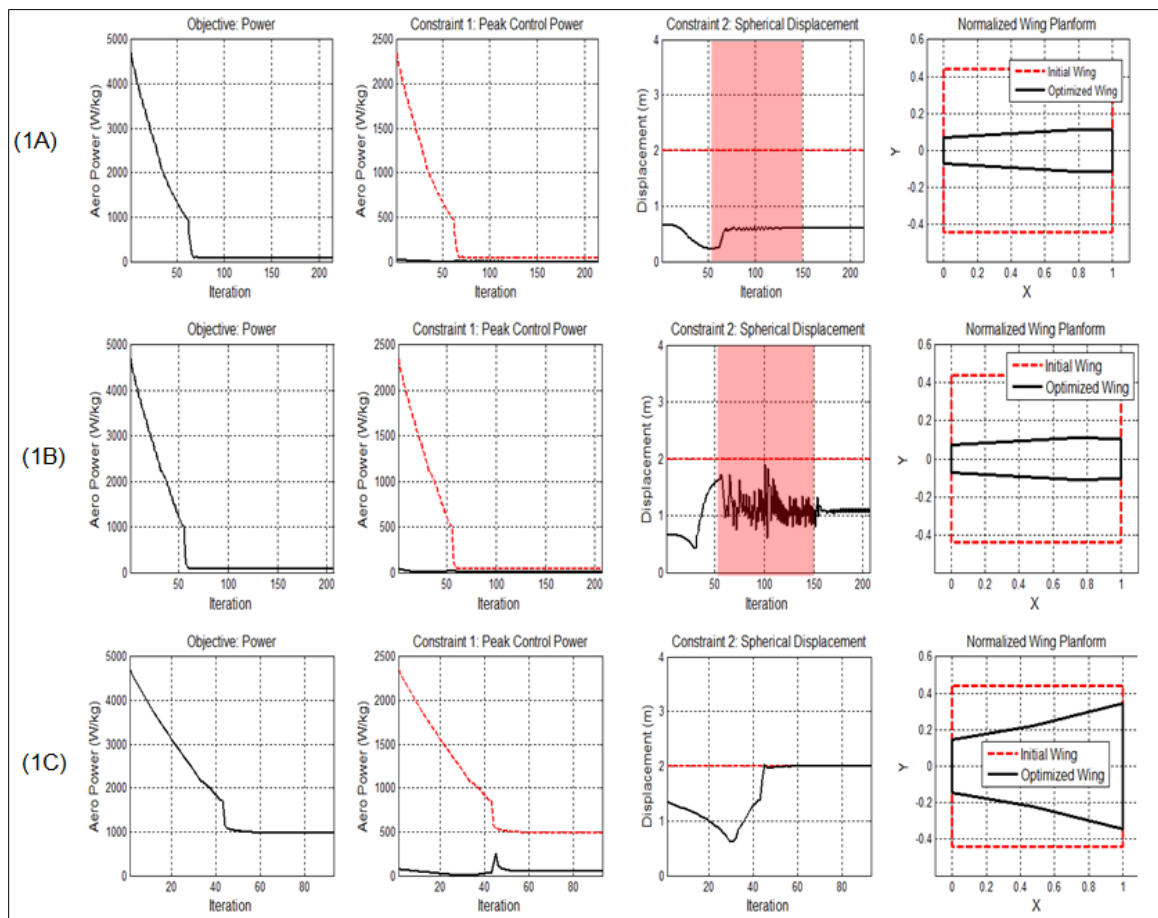 Objective: Power
Constraint 1: Peak Control Power
Constraint 2: Spherical Displacement
Normalized Wing Planform
(1A)
Aero Power (W/kg)
5000
4000
3000
2000
1000
0
50
100
150
200
Iteration
Aero Power (W/kg)
2500
2000
1500
1000
500
0
50
100
150
200
Iteration
Displacement (m)
4
3
2
1
0
50
100
150
200
Iteration
Y
0.6
0.4
0.2
0
-0.2
-0.4
0
0.2
0.4
0.6
0.8
1
X
Initial Wing
Optimized Wing
Objective: Power
Constraint 1: Peak Control Power
Constraint 2: Spherical Displacement
Normalized Wing Planform
(1B)
Aero Power (W/kg)
5000
4000
3000
2000
1000
0
50
100
150
200
Iteration
Aero Power (W/kg)
2500
2000
1500
1000
500
0
50
100
150
200
Iteration
Displacement (m)
4
3
2
1
0
50
100
150
200
Iteration
Y
0.6
0.4
0.2
0
-0.2
-0.4
0
0.2
0.4
0.6
0.8
1
X
Initial Wing
Optimized Wing
Objective: Power
Constraint 1: Peak Control Power
Constraint 2: Spherical Displacement
Normalized Wing Planform
(1C)
Aero Power (W/kg)
5000
4000
3000
2000
1000
0
20
40
60
80
Iteration
Aero Power (W/kg)
2500
2000
1500
1000
500
0
20
40
60
80
Iteration
Displacement (m)
4
3
2
1
0
20
40
60
80
Iteration
Y
0.6
0.4
0.2
0
-0.2
-0.4
0
0.2
0.4
0.6
0.8
1
X
Initial Wing
Optimized Wing